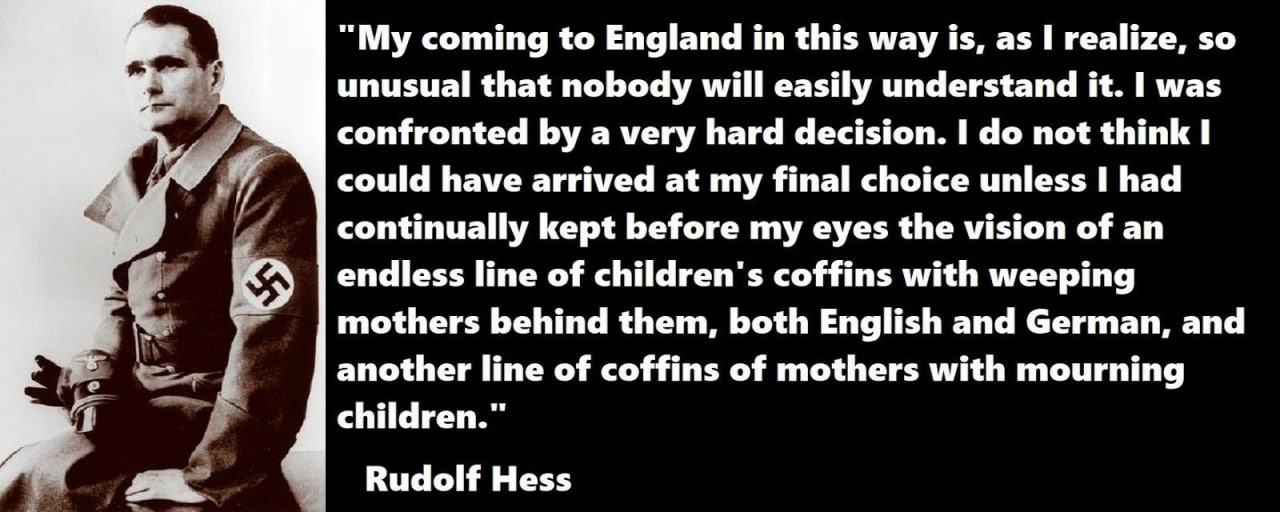 "My coming to England in this way is, as I realize, so
unusual that nobody will easily understand it. I was
confronted by a very hard decision. I do not think I
could have arrived at my final choice unless I had
continually kept before my eyes the vision of an
endless line of children's coffins with weeping
mothers behind them, both English and German, and
another line of coffins of mothers with mourning
children."
Rudolf Hess